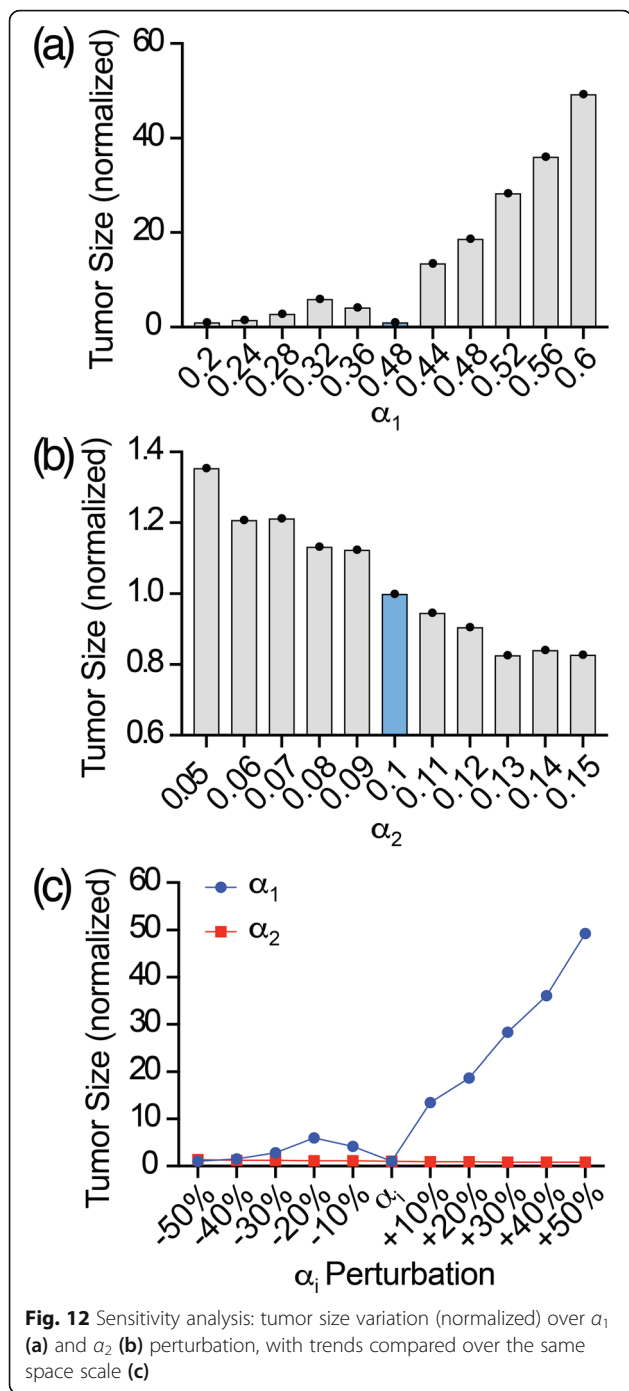 (a)
Tumor Size (normalized)
60
40
20
0
0.2 0.24 0.28 0.32 0.36 0.48 0.44 0.48 0.52 0.56 0.6
α1
(b)
Tumor Size (normalized)
1.4
1.2
1.0
0.8
0.6
0.05 0.06 0.07 0.08 0.09 0.1 0.11 0.12 0.13 0.14 0.15
α2
(c)
Tumor Size (normalized)
60
50
40
30
20
10
0
α1
α2
-50% -40% -30% -20% -10% αi +10% +20% +30% +40% +50%
αi Perturbation
Fig. 12 Sensitivity analysis: tumor size variation (normalized) over α1
(a) and α2 (b) perturbation, with trends compared over the same
space scale (c)